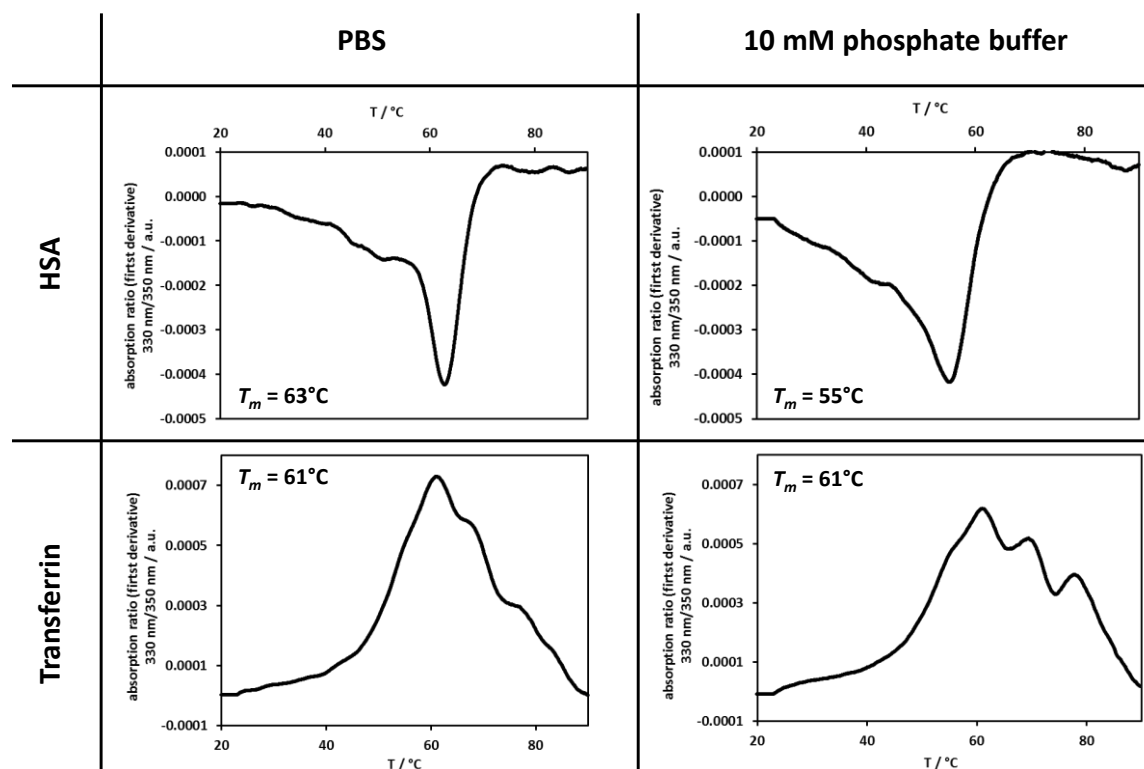 PBS
10 mM phosphate buffer
HSA
T / °C
20 40 60 80
0.0001
0.0000
-0.0001
-0.0002
-0.0003
-0.0004
-0.0005
absorption ratio (firtst derivative)
330 nm/350 nm / a.u.
Tm = 63°C
T / °C
20 40 60 80
0.0001
0.0000
-0.0001
-0.0002
-0.0003
-0.0004
-0.0005
absorption ratio (firtst derivative)
330 nm/350 nm / a.u.
Tm = 55°C
Transferrin
Tm = 61°C
0.0007
0.0005
0.0003
0.0001
-0.0001
absorption ratio (firtst derivative)
330 nm/350 nm / a.u.
20 40 60 80
T / °C
Tm = 61°C
0.0007
0.0005
0.0003
0.0001
-0.0001
absorption ratio (firtst derivative)
330 nm/350 nm / a.u.
20 40 60 80
T / °C